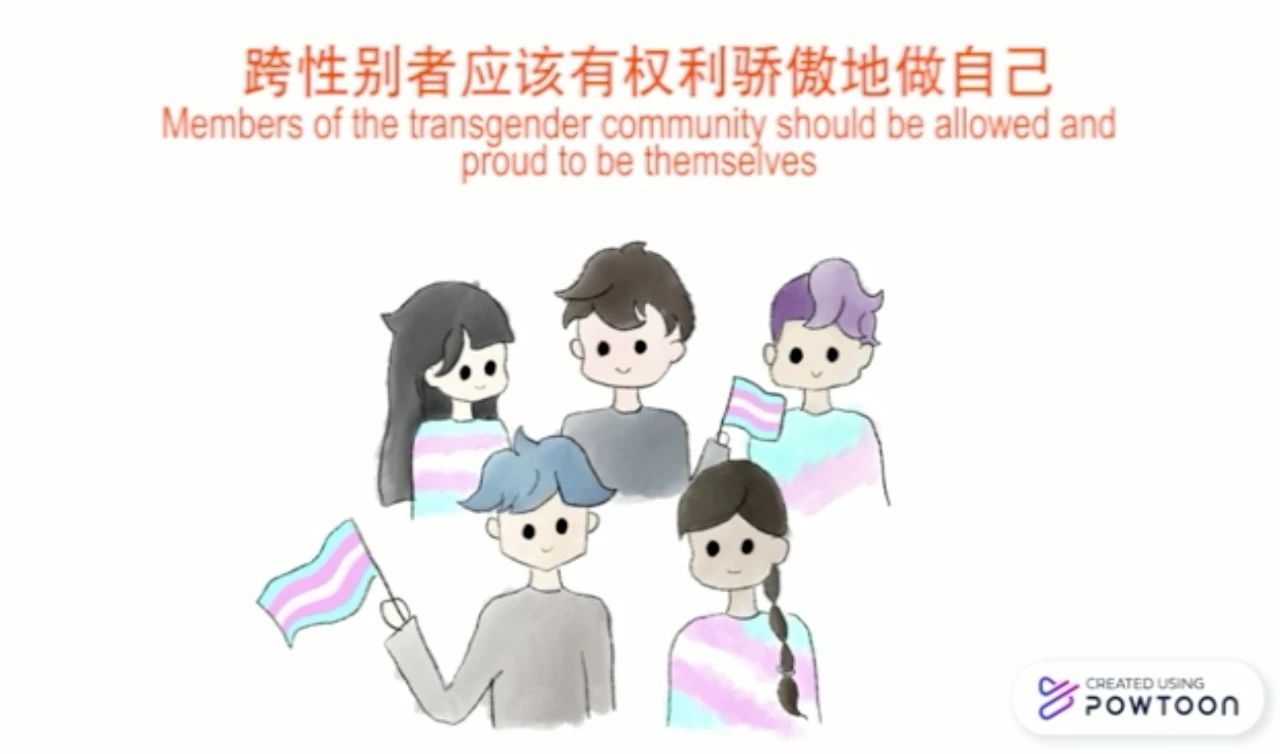 跨性别者应该有权利骄傲地做自己
Members of the transgender community should be allowed and
proud to be themselves
CREATED USING
POWTOON